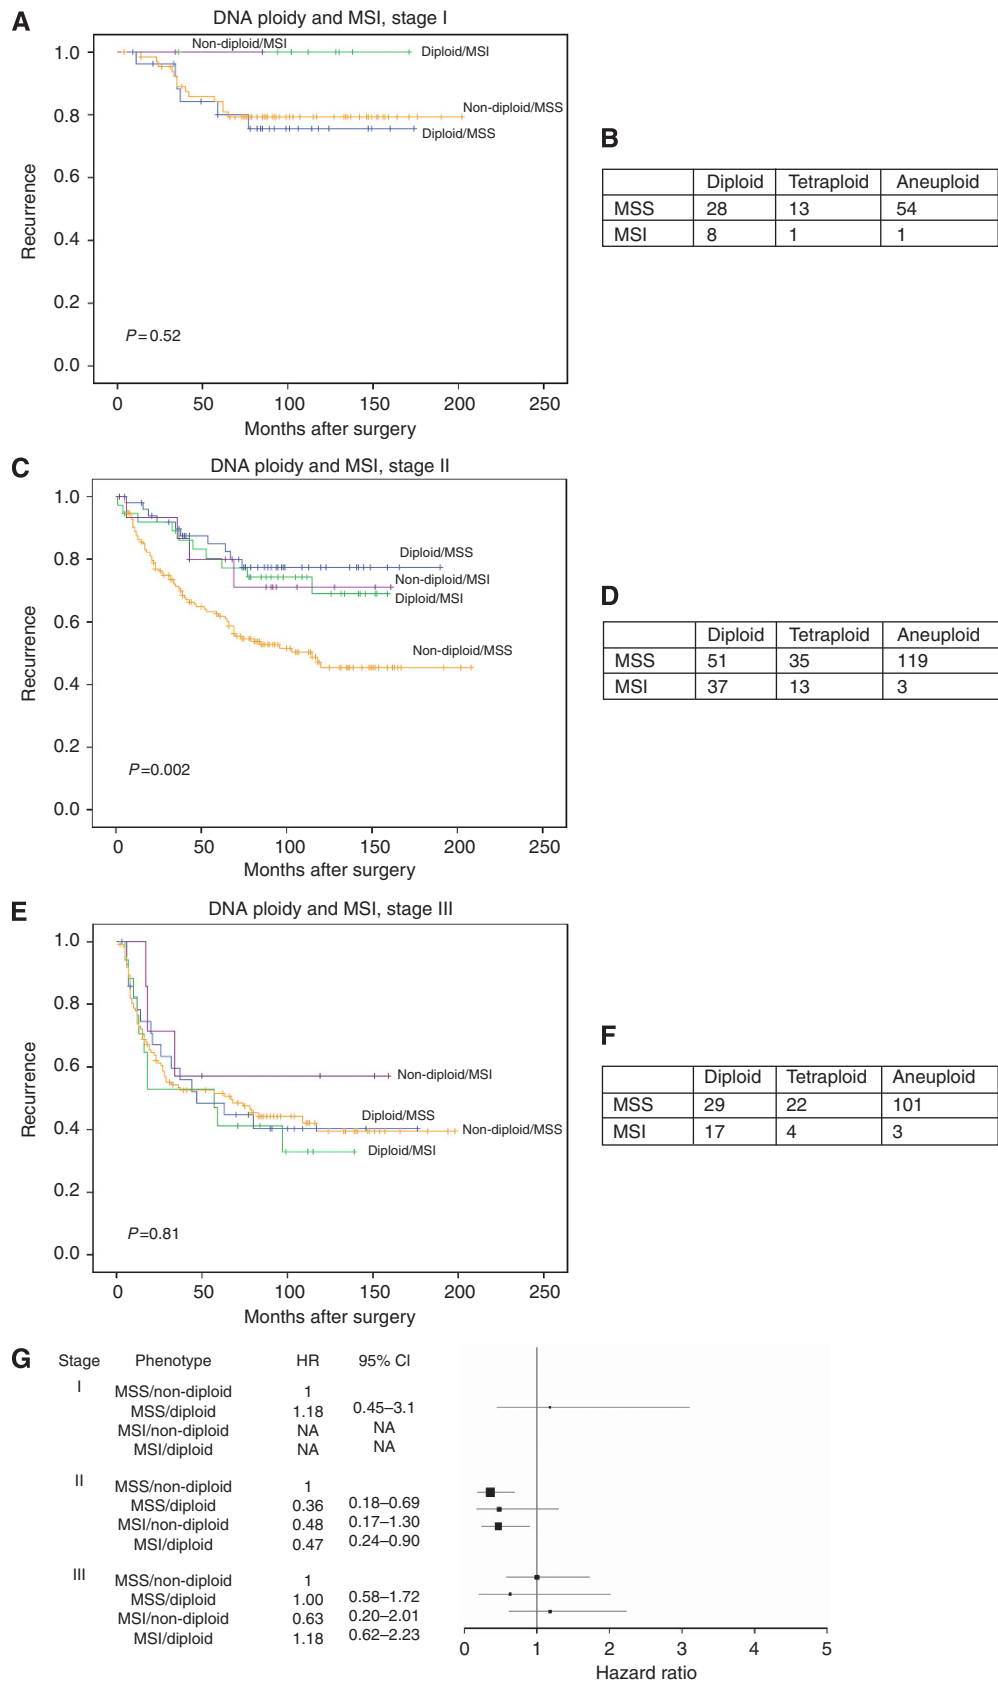 A
DNA ploidy and MSI, stage I
1.0
0.8
0.6
0.4
0.2
0.0
Recurrence
Non-diploid/MSI
Diploid/MSI
Non-diploid/MSS
Diploid/MSS
P=0.52
0 50 100 150 200 250
Months after surgery
B
Diploid Tetraploid Aneuploid
MSS 28 13 54
MSI 8 1 1
C
DNA ploidy and MSI, stage II
1.0
0.8
0.6
0.4
0.2
0.0
Recurrence
Diploid/MSS
Non-diploid/MSI
Diploid/MSI
Non-diploid/MSS
P=0.002
0 50 100 150 200 250
Months after surgery
D
Diploid Tetraploid Aneuploid
MSS 51 35 119
MSI 37 13 3
E
DNA ploidy and MSI, stage III
1.0
0.8
0.6
0.4
0.2
0.0
Recurrence
Non-diploid/MSI
Diploid/MSS
Non-diploid/MSS
Diploid/MSI
P=0.81
0 50 100 150 200 250
Months after surgery
F
Diploid Tetraploid Aneuploid
MSS 29 22 101
MSI 17 4 3
G
Stage Phenotype HR 95% CI
I
MSS/non-diploid 1
MSS/diploid 1.18 0.45–3.1
MSI/non-diploid NA NA
MSI/diploid NA NA
II
MSS/non-diploid 1
MSS/diploid 0.36 0.18–0.69
MSI/non-diploid 0.48 0.17–1.30
MSI/diploid 0.47 0.24–0.90
III
MSS/non-diploid 1
MSS/diploid 1.00 0.58–1.72
MSI/non-diploid 0.63 0.20–2.01
MSI/diploid 1.18 0.62–2.23
0 1 2 3 4 5
Hazard ratio